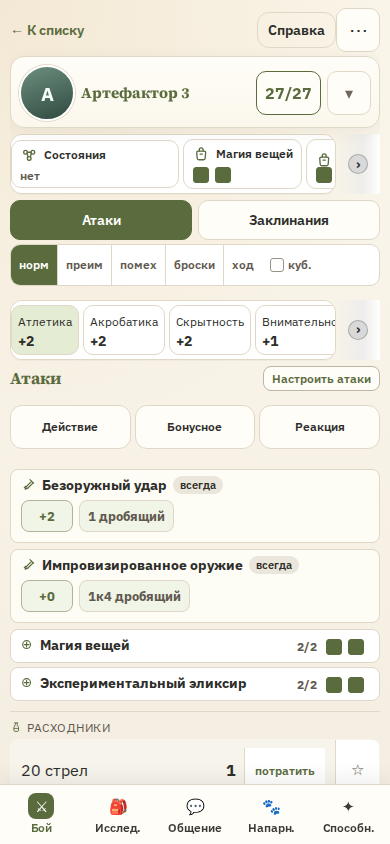 ← К списку
Справка
...
A
Артефактор 3
27/27
▼
Состояния
нет
Магия вещей
›
Атаки
Заклинания
норм
преим
помех
броски
ход
куб.
Атлетика
+2
Акробатика
+2
Скрытность
+2
Внимательно
+1
›
Атаки
Настроить атаки
Действие
Бонусное
Реакция
Безоружный удар
всегда
+2
1 дробящий
Импровизированное оружие
всегда
+0
1к4 дробящий
Магия вещей
2/2
Экспериментальный эликсир
2/2
РАСХОДНИКИ
20 стрел
1
потратить
☆
Бой
Исслед.
Общение
Напарн.
Способн.